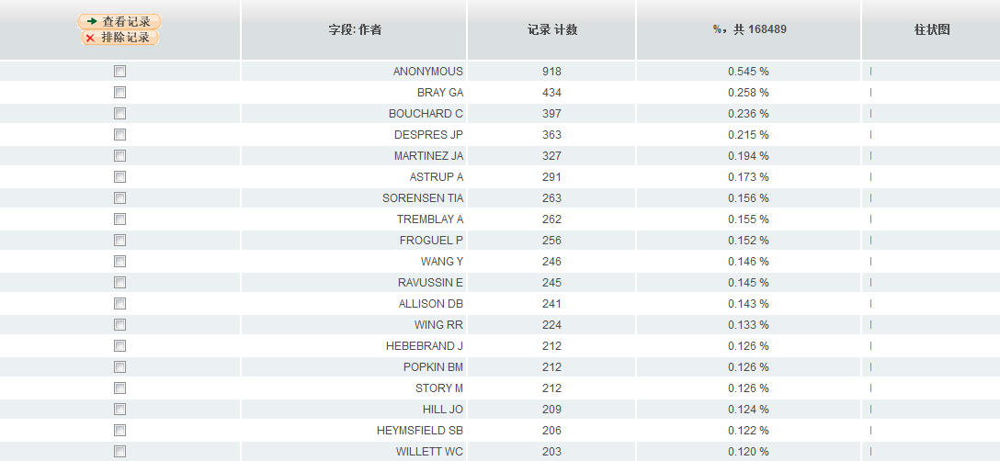 查看记录
排除记录
字段: 作者 记录 计数 %, 共 168489 柱状图
ANONYMOUS 918 0.545 %
BRAY GA 434 0.258 %
BOUCHARD C 397 0.236 %
DESPRES JP 363 0.215 %
MARTINEZ JA 327 0.194 %
ASTRUP A 291 0.173 %
SORENSEN TIA 263 0.156 %
TREMBLAY A 262 0.155 %
FROGUEL P 256 0.152 %
WANG Y 246 0.146 %
RAVUSSIN E 245 0.145 %
ALLISON DB 241 0.143 %
WING RR 224 0.133 %
HEBEBRAND J 212 0.126 %
POPKIN BM 212 0.126 %
STORY M 212 0.126 %
HILL JO 209 0.124 %
HEYMSFIELD SB 206 0.122 %
WILLETT WC 203 0.120 %